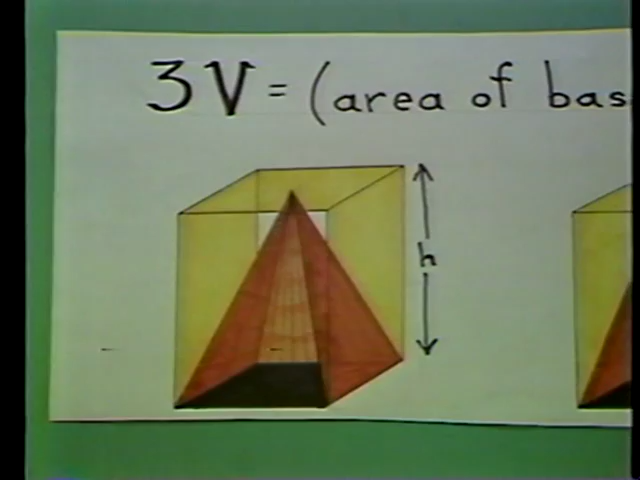 3V = (area of bas
h